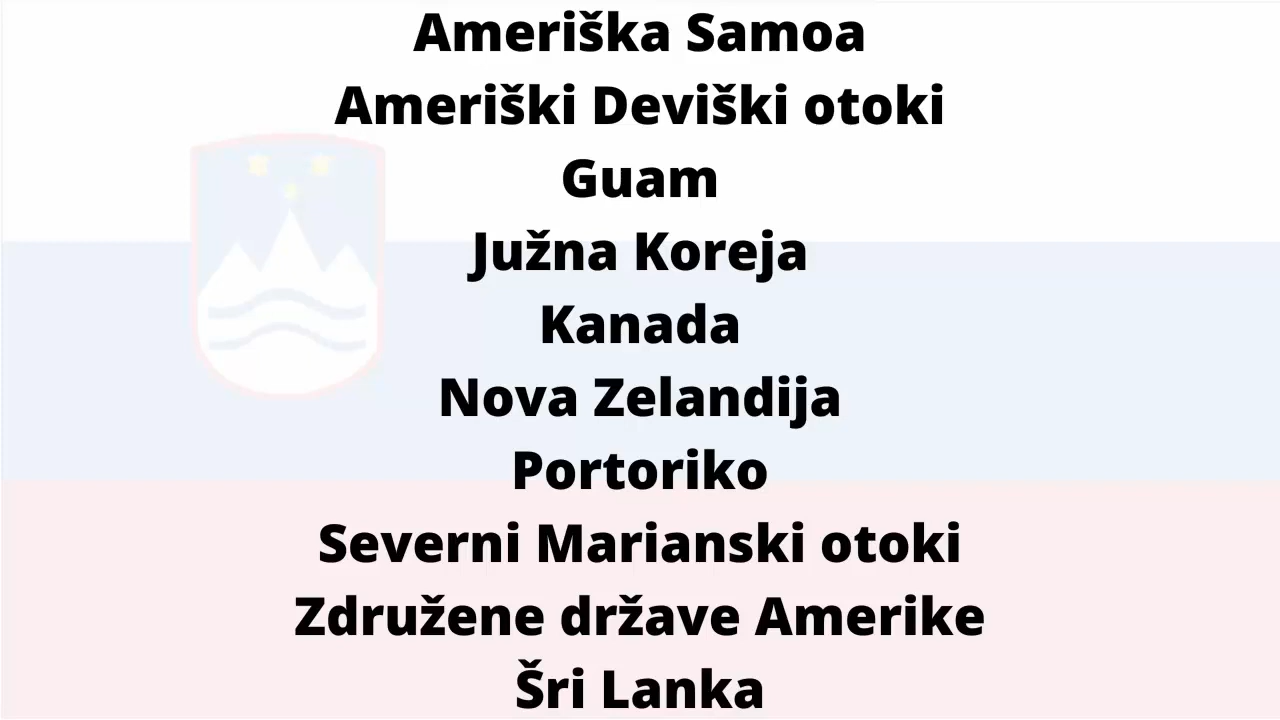 Ameriška Samoa
Ameriški Deviški otoki
Guam
Južna Koreja
Kanada
Nova Zelandija
Portoriko
Severni Marianski otoki
Združene države Amerike
Šri Lanka